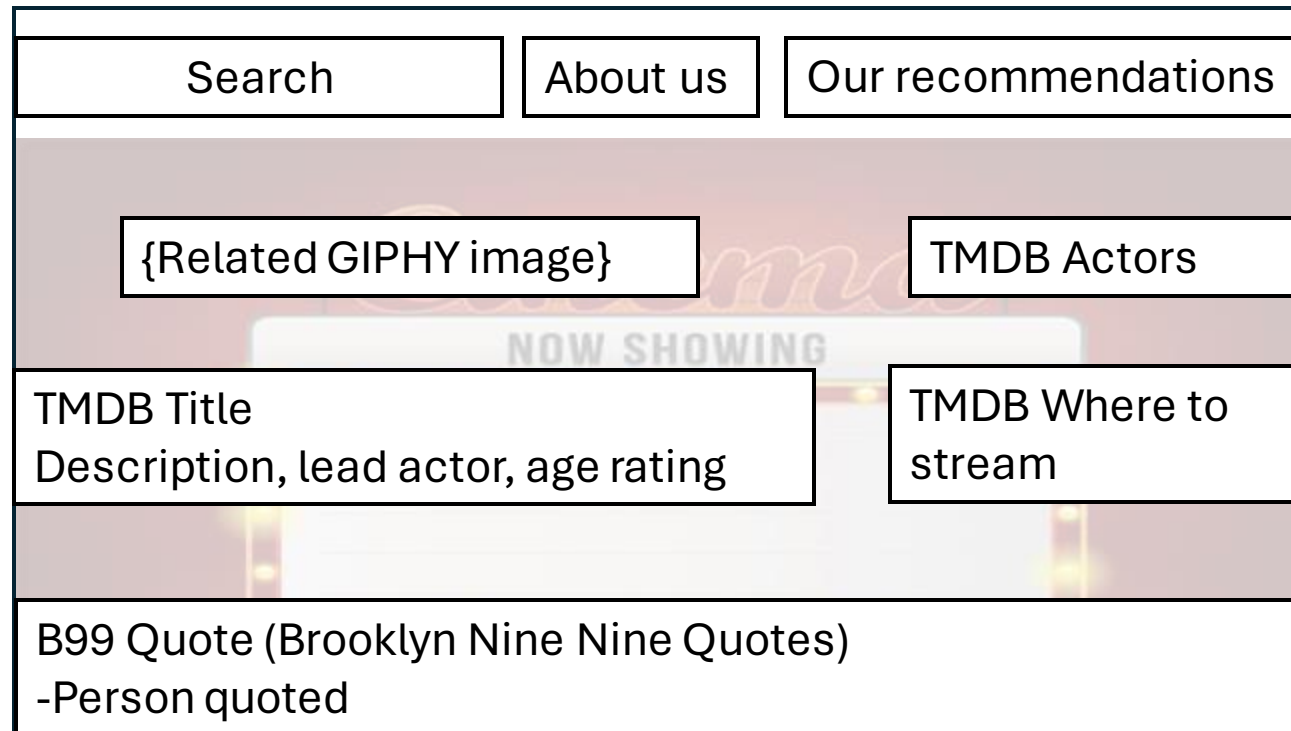 Search
About us
Our recommendations
{Related GIPHY image}
TMDB Actors
Cinema
NOW SHOWING
TMDB Title
Description, lead actor, age rating
TMDB Where to
stream
B99 Quote (Brooklyn Nine Nine Quotes)
-Person quoted